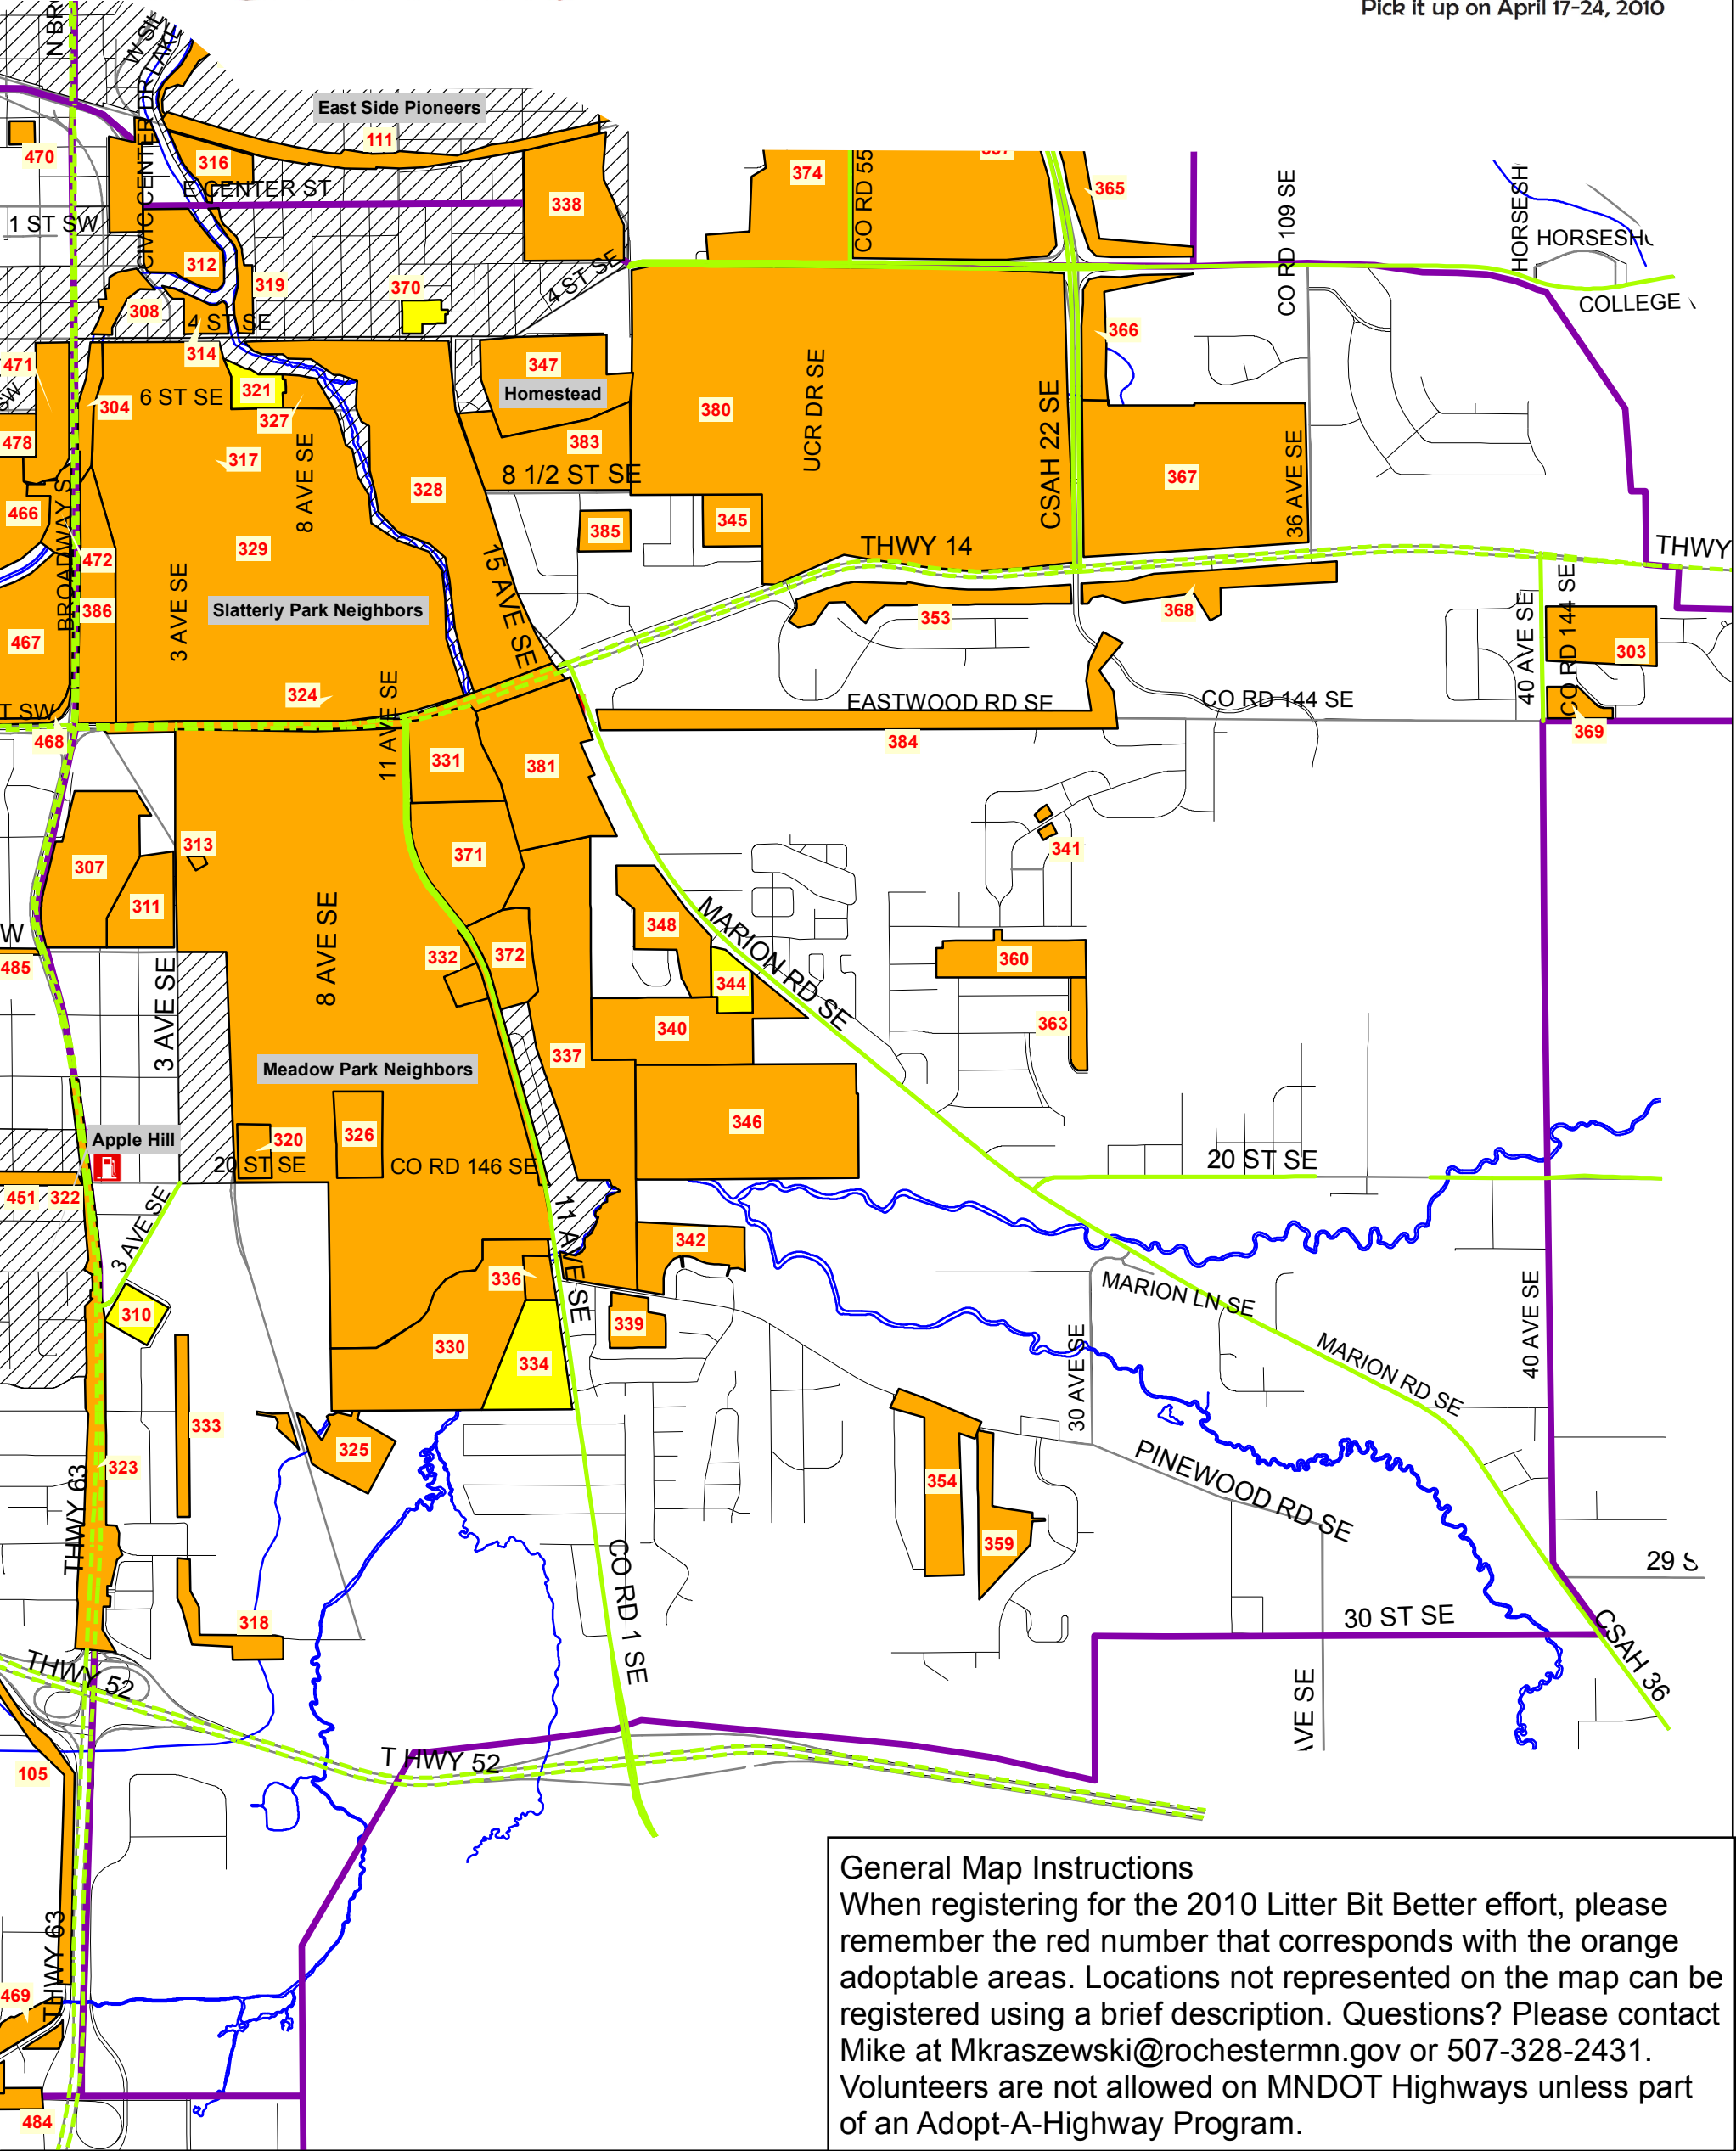 Pick it up on April 17-24, 2010
N BR
W SIL
LAKE
CIVIC CENTER DR
East Side Pioneers
111
470
316
E CENTER ST
338
374
CO RD 55
365
CO RD 109 SE
HORSESH
HORSESH
1 ST SW
312
319
370
4 ST SE
COLLEGE
308
4 ST SE
314
366
471
SW
304
6 ST SE
321
327
347
Homestead
380
UCR DR SE
CSAH 22 SE
478
317
8 AVE SE
383
8 1/2 ST SE
328
367
36 AVE SE
466
BROADWAY S
472
329
385
345
15 AVE SE
THWY 14
THWY
386
3 AVE SE
Slatterly Park Neighbors
353
368
40 AVE SE
CO RD 144 SE
303
467
324
11 AVE SE
EASTWOOD RD SE
CO RD 144 SE
T SW
468
384
369
331
381
313
371
341
307
311
8 AVE SE
348
MARION RD SE
W
485
3 AVE SE
332
372
344
360
340
363
337
Meadow Park Neighbors
346
Apple Hill
320
326
20 ST SE
CO RD 146 SE
20 ST SE
451
322
3 AVE SE
11 AVE SE
342
336
MARION LN SE
310
339
330
334
30 AVE SE
MARION RD SE
40 AVE SE
333
325
323
THWY 63
354
PINEWOOD RD SE
359
CO RD 1 SE
29 S
318
30 ST SE
CSAH 36
THWY 52
AVE SE
T HWY 52
105
THWY 63
469
484
General Map Instructions
When registering for the 2010 Litter Bit Better effort, please
remember the red number that corresponds with the orange
adoptable areas. Locations not represented on the map can be
registered using a brief description. Questions? Please contact
Mike at Mkraszewski@rochestermn.gov or 507-328-2431.
Volunteers are not allowed on MNDOT Highways unless part
of an Adopt-A-Highway Program.